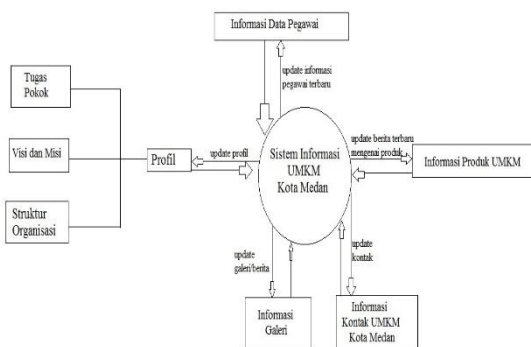 Informasi Data Pegawai
update informasi
pegawai terbaru
Tugas
Pokok
Visi dan Misi
Struktur
Organisasi
Profil
update profil
Sistem Informasi
UMKM
Kota Medan
update berita terbaru
mengenai produk
Informasi Produk UMKM
update
galeri/berita
update
kontak
Informasi
Galeri
Informasi
Kontak UMKM
Kota Medan